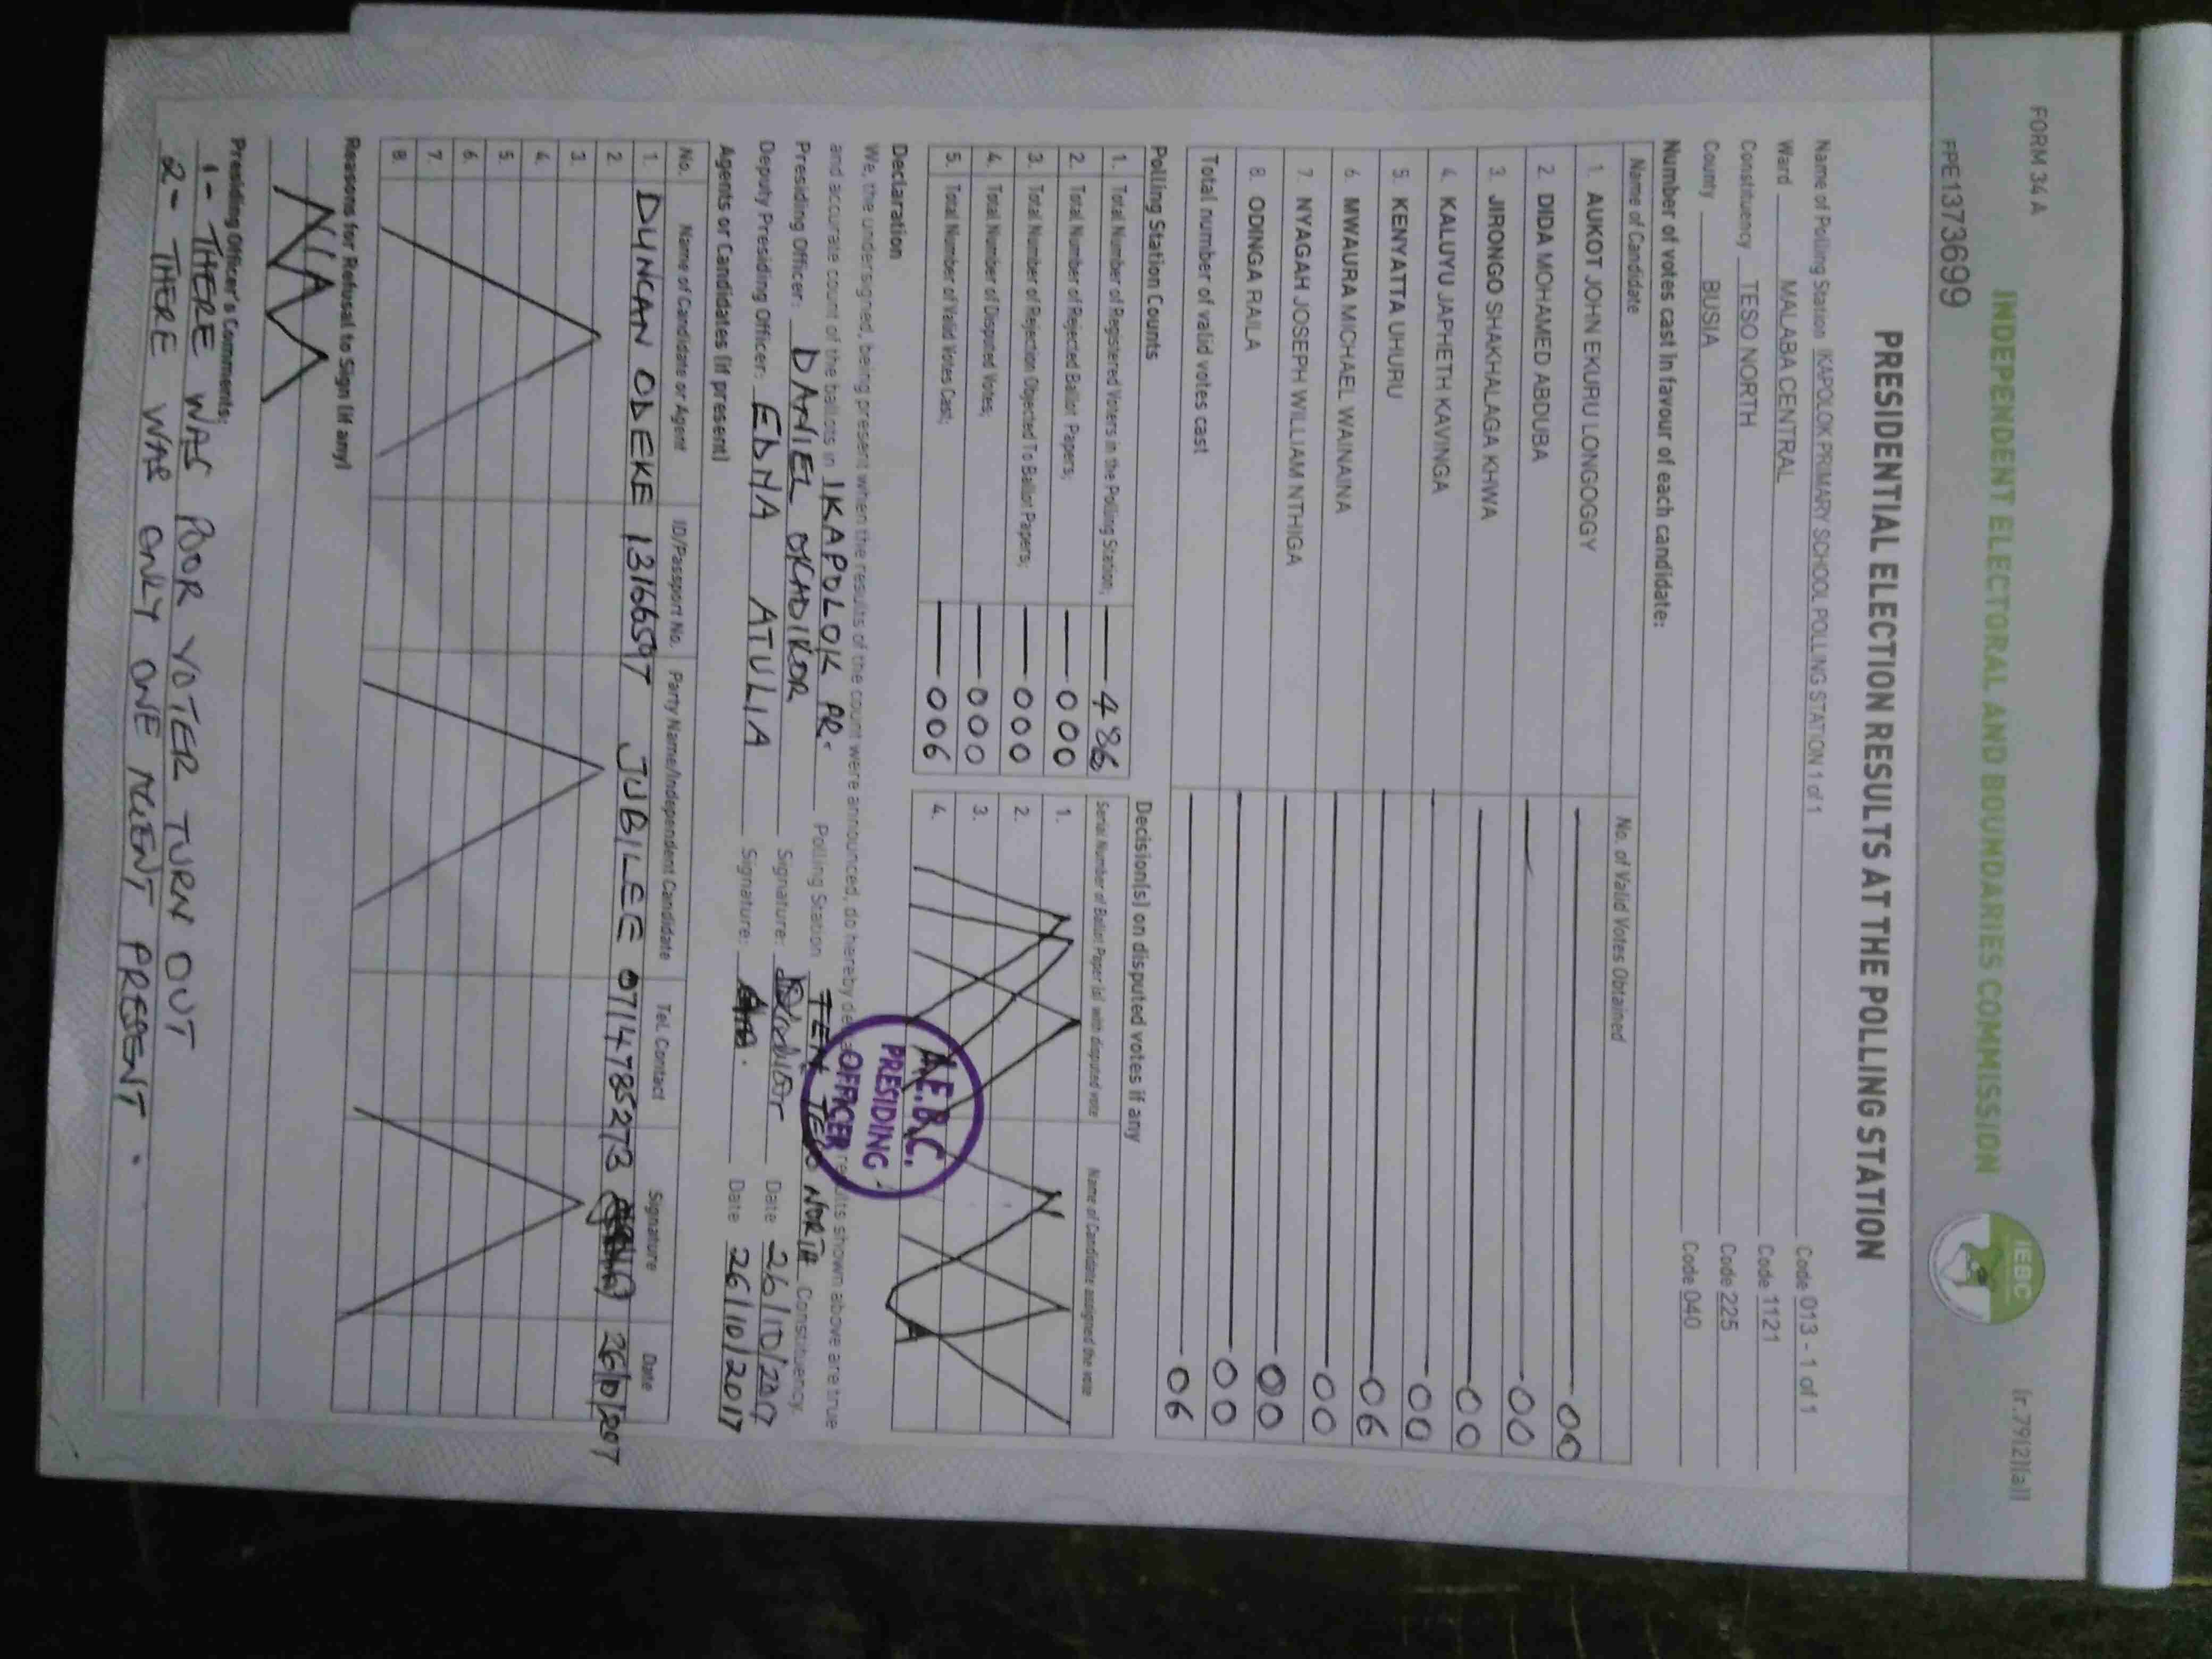 FORM 34 A
Ir.79(2)(a)
INDEPENDENT ELECTORAL AND BOUNDARIES COMMISSION
IEBC
FPE1373699
PRESIDENTIAL ELECTION RESULTS AT THE POLLING STATION
Name of Polling Station IKAPOLOK PRIMARY SCHOOL POLLING STATION 1 of 1 Code 013 - 1 of 1
Ward MALABA CENTRAL Code 1121
Constituency TESO NORTH Code 225
County BUSIA Code 040
Number of votes cast in favour of each candidate:
Name of Candidate No. of Valid Votes Obtained
1. AUKOT JOHN EKURU LONGOGGY 00
2. DIDA MOHAMED ABDUBA 00
3. JIRONGO SHAKHALAGA KHWA 00
4. KALUYU JAPHETH KAVINGA 00
5. KENYATTA UHURU 06
6. MWAURA MICHAEL WAINAINA 00
7. NYAGAH JOSEPH WILLIAM NTHIGA 00
8. ODINGA RAILA 00
Total number of valid votes cast 06
Polling Station Counts
1. Total Number of Registered Voters in the Polling Station; 486
2. Total Number of Rejected Ballot Papers; 000
3. Total Number of Rejection Objected To Ballot Papers; 000
4. Total Number of Disputed Votes; 000
5. Total Number of Valid Votes Cast; 006
Decision(s) on disputed votes if any
Serial Number of Ballot Paper (s) with disputed vote Name of Candidate assigned the vote
1.
2.
3.
4.
Declaration
We, the undersigned, being present when the results of the count were announced, do hereby results shown above are true
and accurate count of the ballots in IKAPOLOK PR. Polling Station TESO NORTH Constituency.
Presiding Officer: DANIEL Signature: Date 26/10/2017
Deputy Presiding Officer: EDNA ATULIA Signature: Date 26/10/2017
I.E.B.C.
PRESIDING
OFFICER
Agents or Candidates (if present)
No. Name of Candidate or Agent ID/Passport No. Party Name/Independent Candidate Tel. Contact Signature Date
1. DUNCAN ODEKE JUBILEE 0714785273
2.
3.
4.
5.
6.
7.
8.
Reasons for Refusal to Sign (if any)
N/A
Presiding Officer's Comments:
1- THERE WAS POOR VOTER TURN OUT
2- THERE WAS ONLY ONE AGENT PRESENT.